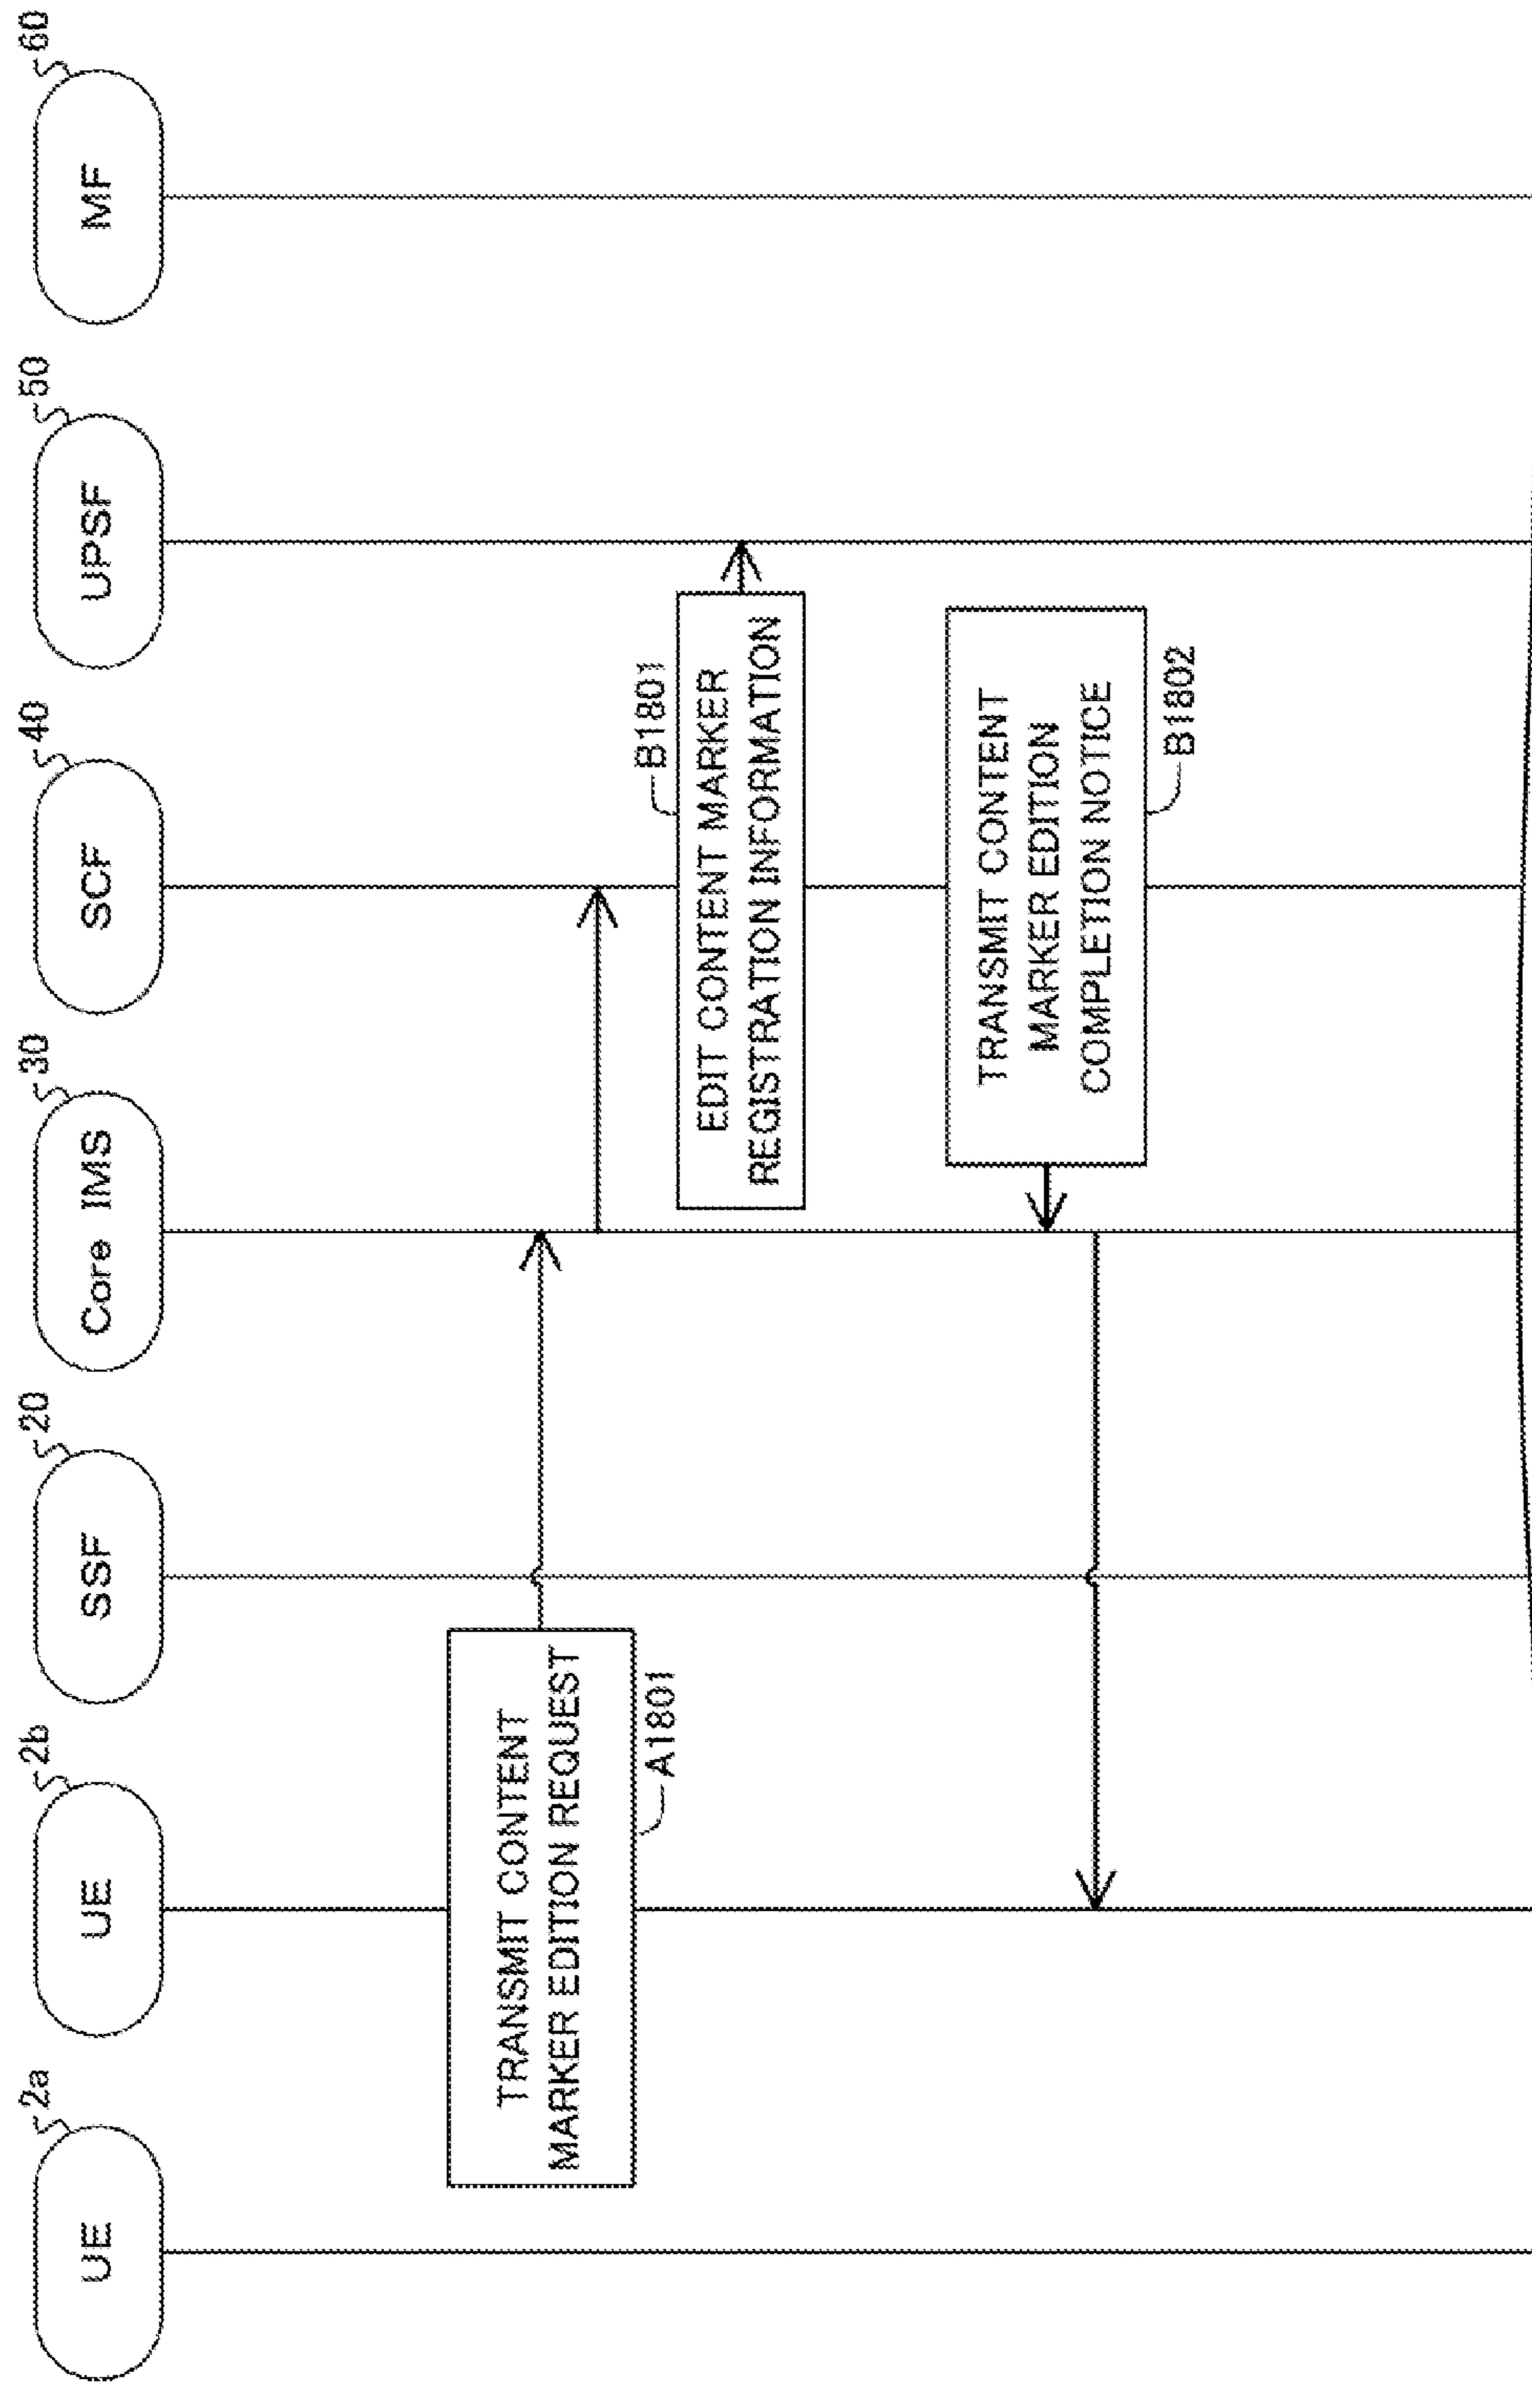 UE
2a
UE
2b
SSF
20
Core IMS
30
SCF
40
UPSF
50
MF
60
TRANSMIT CONTENT
MARKER EDITION REQUEST
A1801
B1801
EDIT CONTENT MARKER
REGISTRATION INFORMATION
TRANSMIT CONTENT
MARKER EDITION
COMPLETION NOTICE
B1802